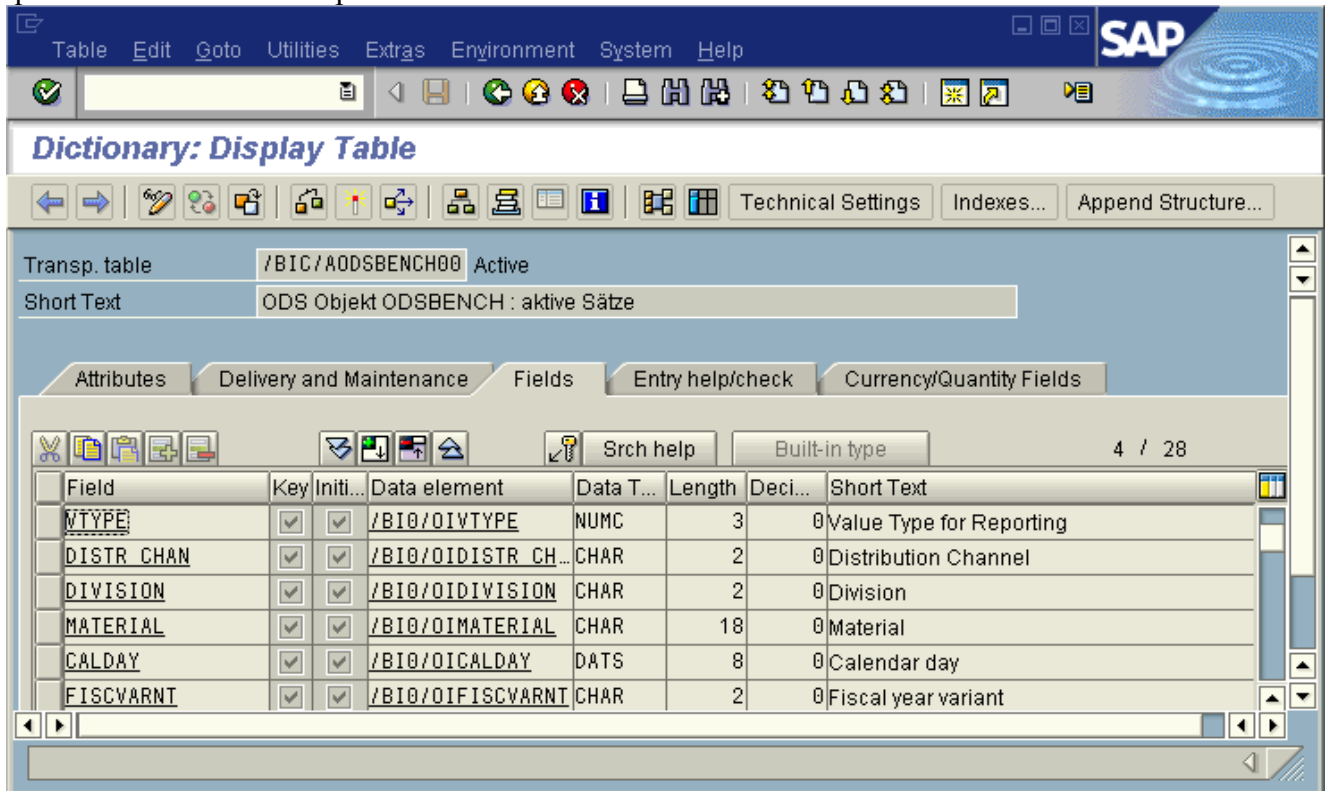 SAP
Table Edit Goto Utilities Extras Environment System Help
Dictionary: Display Table
Technical Settings Indexes... Append Structure...
Transp. table /BIC/AODSBENCH00 Active
Short Text ODS Objekt ODSBENCH : aktive Sätze
Attributes Delivery and Maintenance Fields Entry help/check Currency/Quantity Fields
Srch help Built-in type 4 / 28
Field Key Initi... Data element Data T... Length Deci... Short Text
VTYPE /BI0/OIVTYPE NUMC 3 0 Value Type for Reporting
DISTR_CHAN /BI0/OIDISTR_CH... CHAR 2 0 Distribution Channel
DIVISION /BI0/OIDIVISION CHAR 2 0 Division
MATERIAL /BI0/OIMATERIAL CHAR 18 0 Material
CALDAY /BI0/OICALDAY DATS 8 0 Calendar day
FISCVARNT /BI0/OIFISCVARNT CHAR 2 0 Fiscal year variant